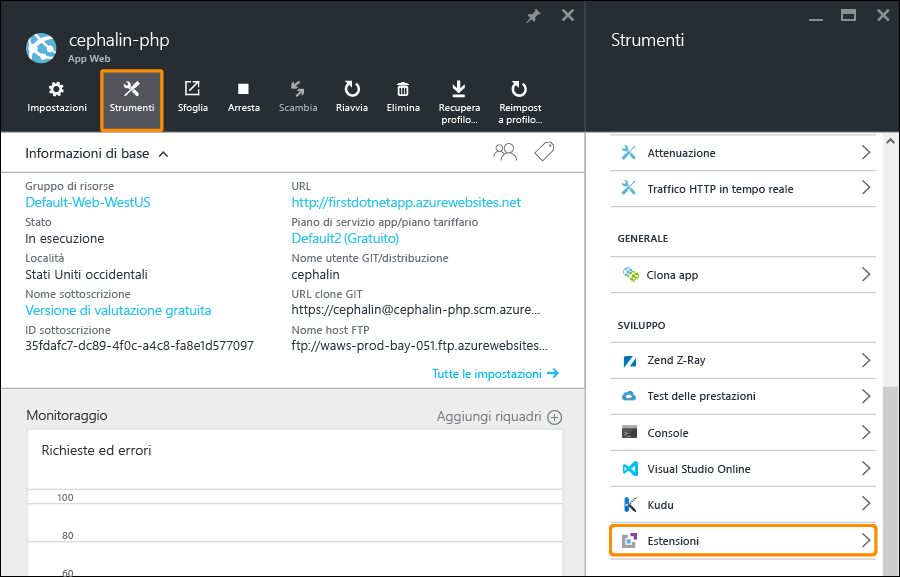 cephalin-php
App Web
Impostazioni
Strumenti
Sfoglia
Arresta
Scambia
Riavvia
Elimina
Recupera
profilo...
Reimpost
a profilo...
Informazioni di base
Gruppo di risorse
Default-Web-WestUS
Stato
In esecuzione
Località
Stati Uniti occidentali
Nome sottoscrizione
Versione di valutazione gratuita
ID sottoscrizione
35fdafc7-dc89-4f0c-a4c8-fa8e1d577097
URL
http://firstdotnetapp.azurewebsites.net
Piano di servizio app/piano tariffario
Default2 (Gratuito)
Nome utente GIT/distribuzione
cephalin
URL clone GIT
https://cephalin@cephalin-php.scm.azure...
Nome host FTP
ftp://waws-prod-bay-051.ftp.azurewebsites...
Tutte le impostazioni
Monitoraggio
Aggiungi riquadri
Richieste ed errori
100
80
60
Strumenti
Attenuazione
Traffico HTTP in tempo reale
GENERALE
Clona app
SVILUPPO
Zend Z-Ray
Test delle prestazioni
Console
Visual Studio Online
Kudu
Estensioni